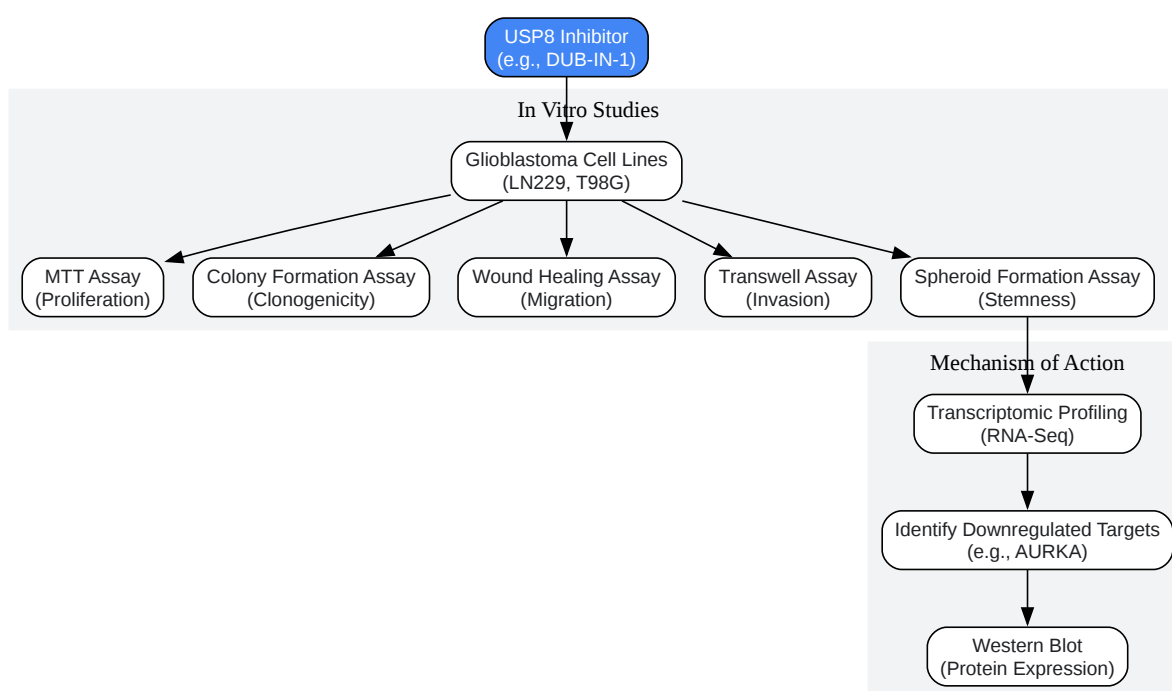 USP8 Inhibitor
(e.g., DUB-IN-1)
In Vitro Studies
Glioblastoma Cell Lines
(LN229, T98G)
MTT Assay
(Proliferation)
Colony Formation Assay
(Clonogenicity)
Wound Healing Assay
(Migration)
Transwell Assay
(Invasion)
Spheroid Formation Assay
(Stemness)
Mechanism of Action
Transcriptomic Profiling
(RNA-Seq)
Identify Downregulated Targets
(e.g., AURKA)
Western Blot
(Protein Expression)